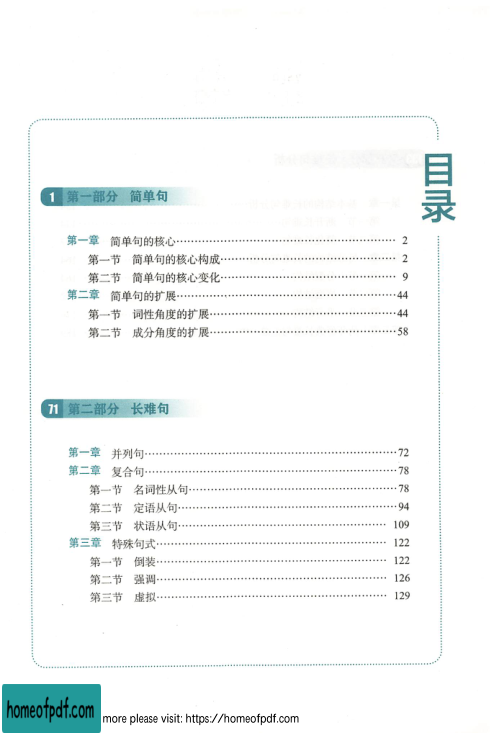 目录
1 第一部分 简单句
第一章 简单句的核心 2
第一节 简单句的核心构成 2
第二节 简单句的核心变化 9
第二章 简单句的扩展 44
第一节 词性角度的扩展 44
第二节 成分角度的扩展 58
71 第二部分 长难句
第一章 并列句 72
第二章 复合句 78
第一节 名词性从句 78
第二节 定语从句 94
第三节 状语从句 109
第三章 特殊句式 122
第一节 倒装 122
第二节 强调 126
第三节 虚拟 129
homeofpdf.com
more please visit: https://homeofpdf.com